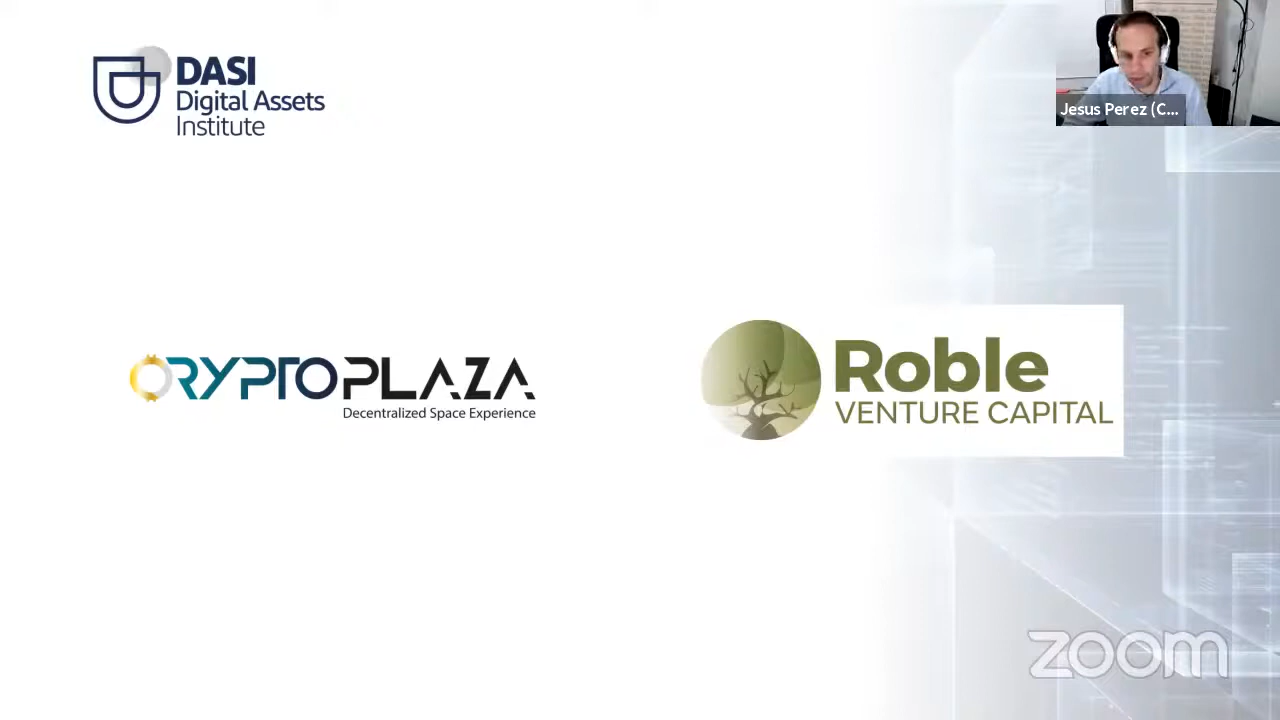 DASI
Digital Assets
Institute
Jesus Perez (C...
CRYPTOPLAZA
Decentralized Space Experience
Roble
VENTURE CAPITAL
zoom